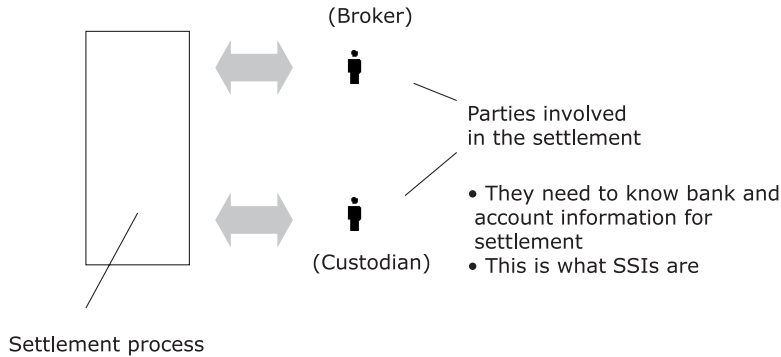 (Broker)
Parties involved
in the settlement
• They need to know bank and
account information for
settlement
• This is what SSIs are
(Custodian)
Settlement process